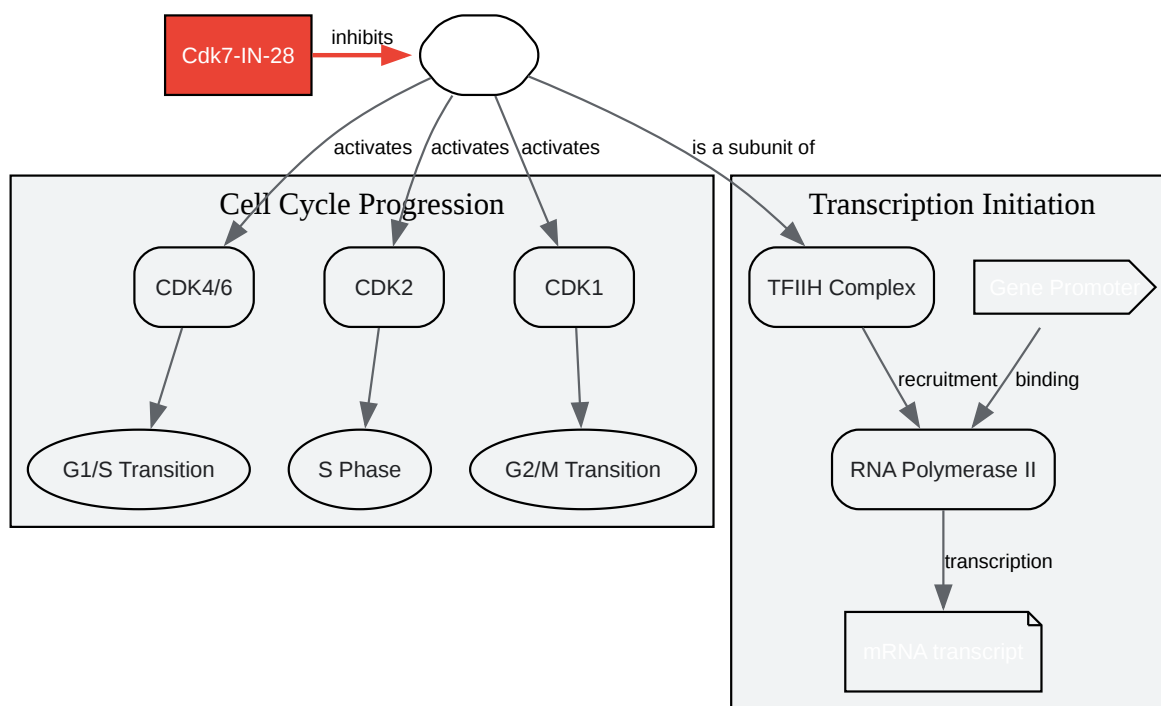 Cdk7-IN-28
inhibits
activates
activates
activates
is a subunit of
Cell Cycle Progression
Transcription Initiation
CDK4/6
CDK2
CDK1
TFIIH Complex
Gene Promoter
recruitment
binding
G1/S Transition
S Phase
G2/M Transition
RNA Polymerase II
transcription
mRNA transcript